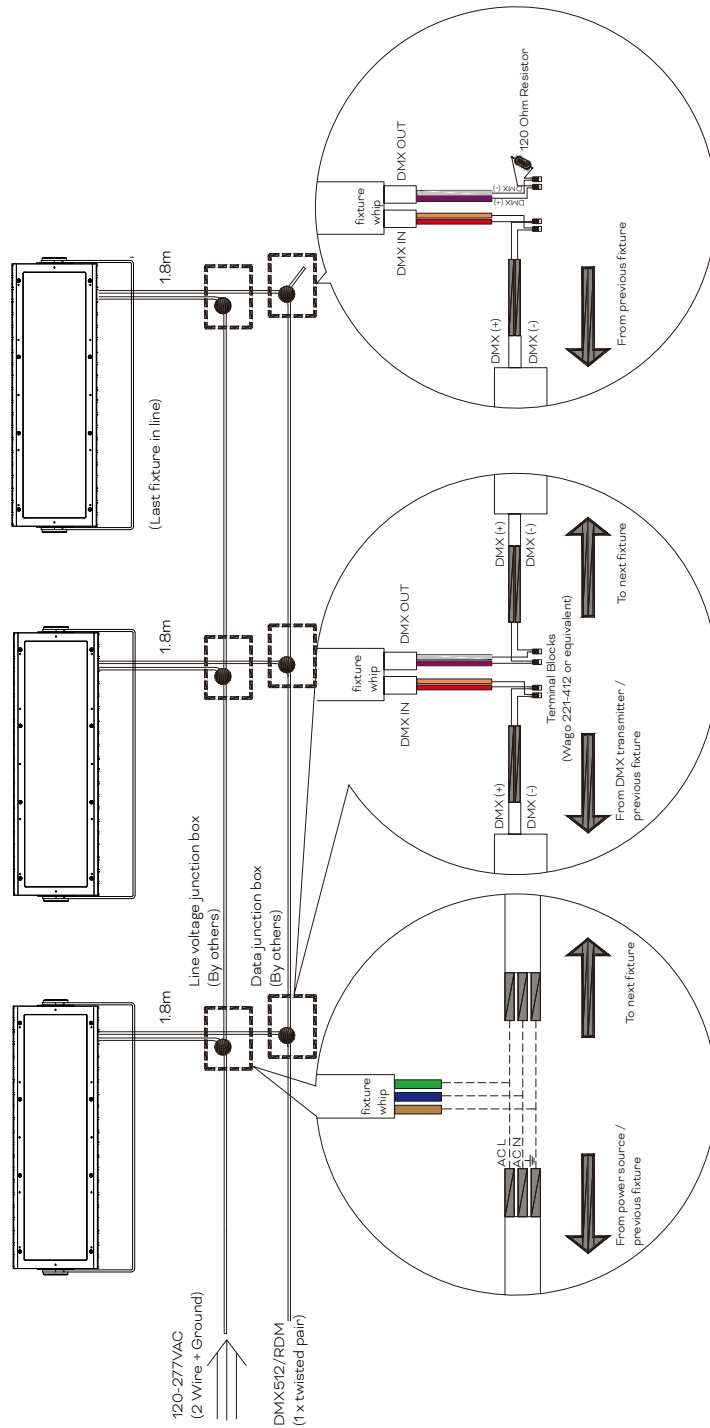 120-277VAC
(2 Wire + Ground)
DMX512/RDM
(1 x twisted pair)
1.8m
Line voltage junction box
(By others)
Data junction box
(By others)
1.8m
1.8m
(Last fixture in line)
fixture
whip
AC L
AC N
From power source /
previous fixture
To next fixture
fixture
whip
DMX IN
DMX OUT
DMX (+)
DMX (-)
DMX (+)
DMX (-)
Terminal Blocks
(Wago 221-412 or equivalent)
From DMX transmitter /
previous fixture
To next fixture
fixture
whip
DMX IN
DMX OUT
DMX (-)
DMX (+)
120 Ohm Resistor
DMX (+)
DMX (-)
From previous fixture